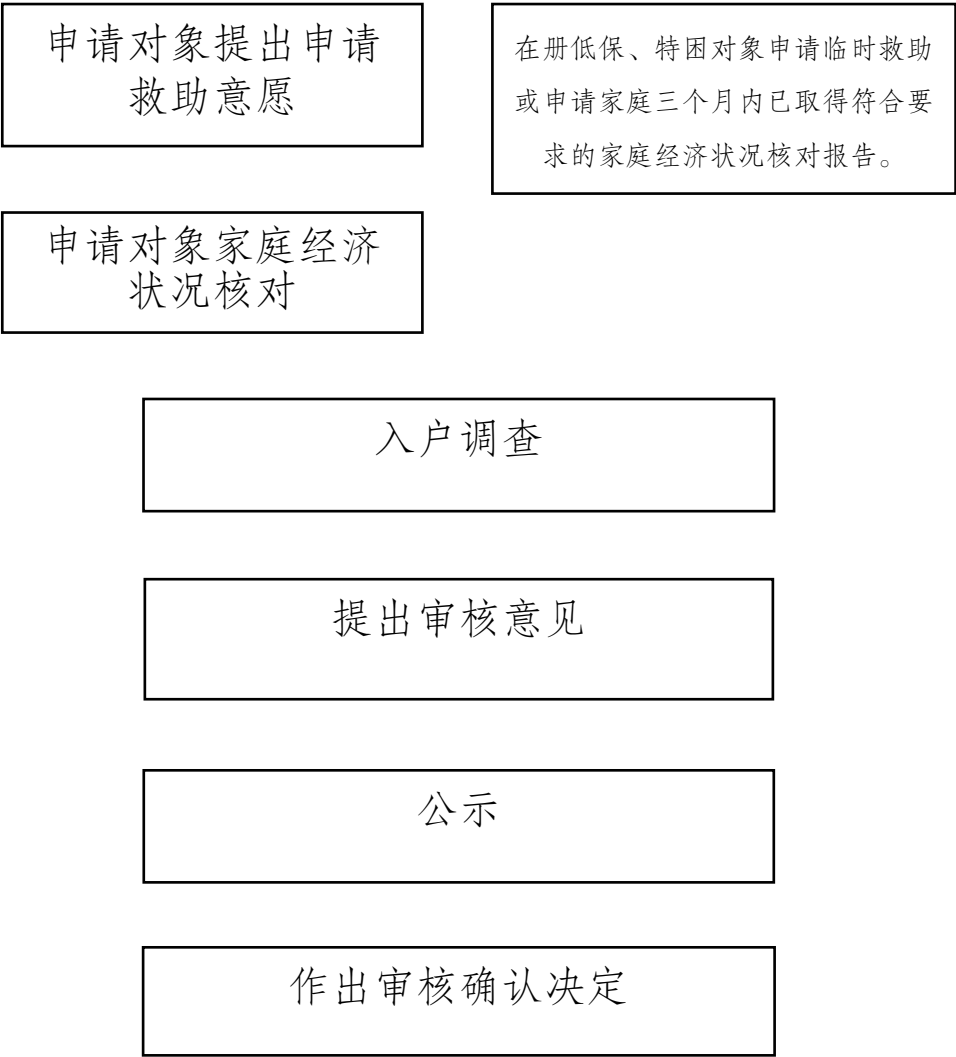 申请对象提出申请
救助意愿
在册低保、特困对象申请临时救助
或申请家庭三个月内已取得符合要
求的家庭经济状况核对报告。
申请对象家庭经济
状况核对
入户调查
提出审核意见
公示
作出审核确认决定